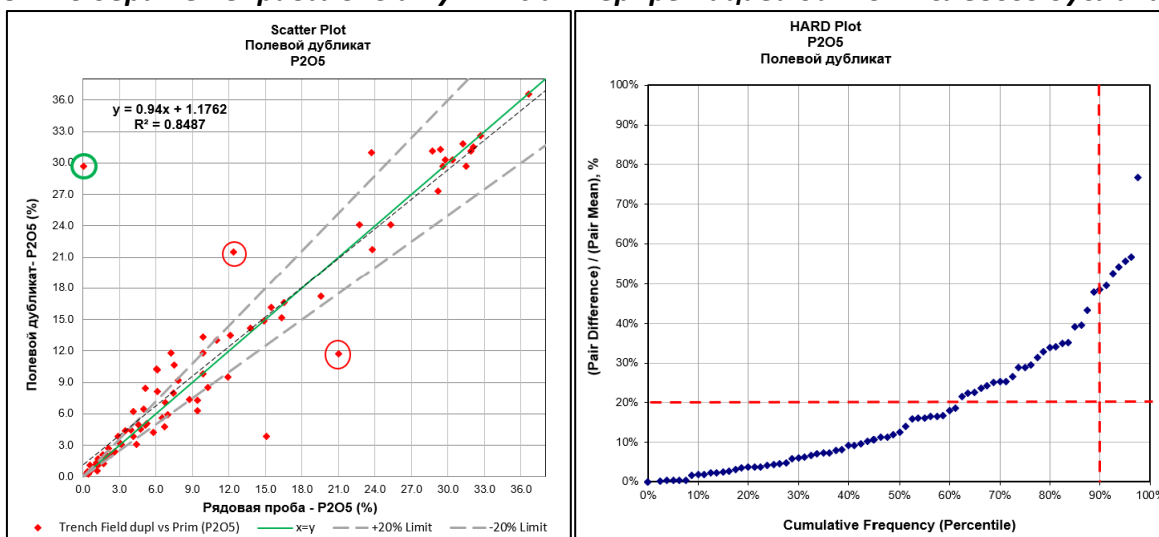 Scatter Plot
Полевой дубликат
P2O5
y = 0.94x + 1.1762
R² = 0.8487
36.0
33.0
30.0
27.0
24.0
21.0
18.0
15.0
12.0
9.0
6.0
3.0
0.0
Полевой дубликат- P2O5 (%)
0.0 3.0 6.0 9.0 12.0 15.0 18.0 21.0 24.0 27.0 30.0 33.0 36.0
Рядовая проба - P2O5 (%)
Trench Field dupl vs Prim (P2O5) x=y +20% Limit -20% Limit
HARD Plot
P2O5
Полевой дубликат
100%
90%
80%
70%
60%
50%
40%
30%
20%
10%
0%
(Pair Difference) / (Pair Mean), %
0% 10% 20% 30% 40% 50% 60% 70% 80% 90% 100%
Cumulative Frequency (Percentile)